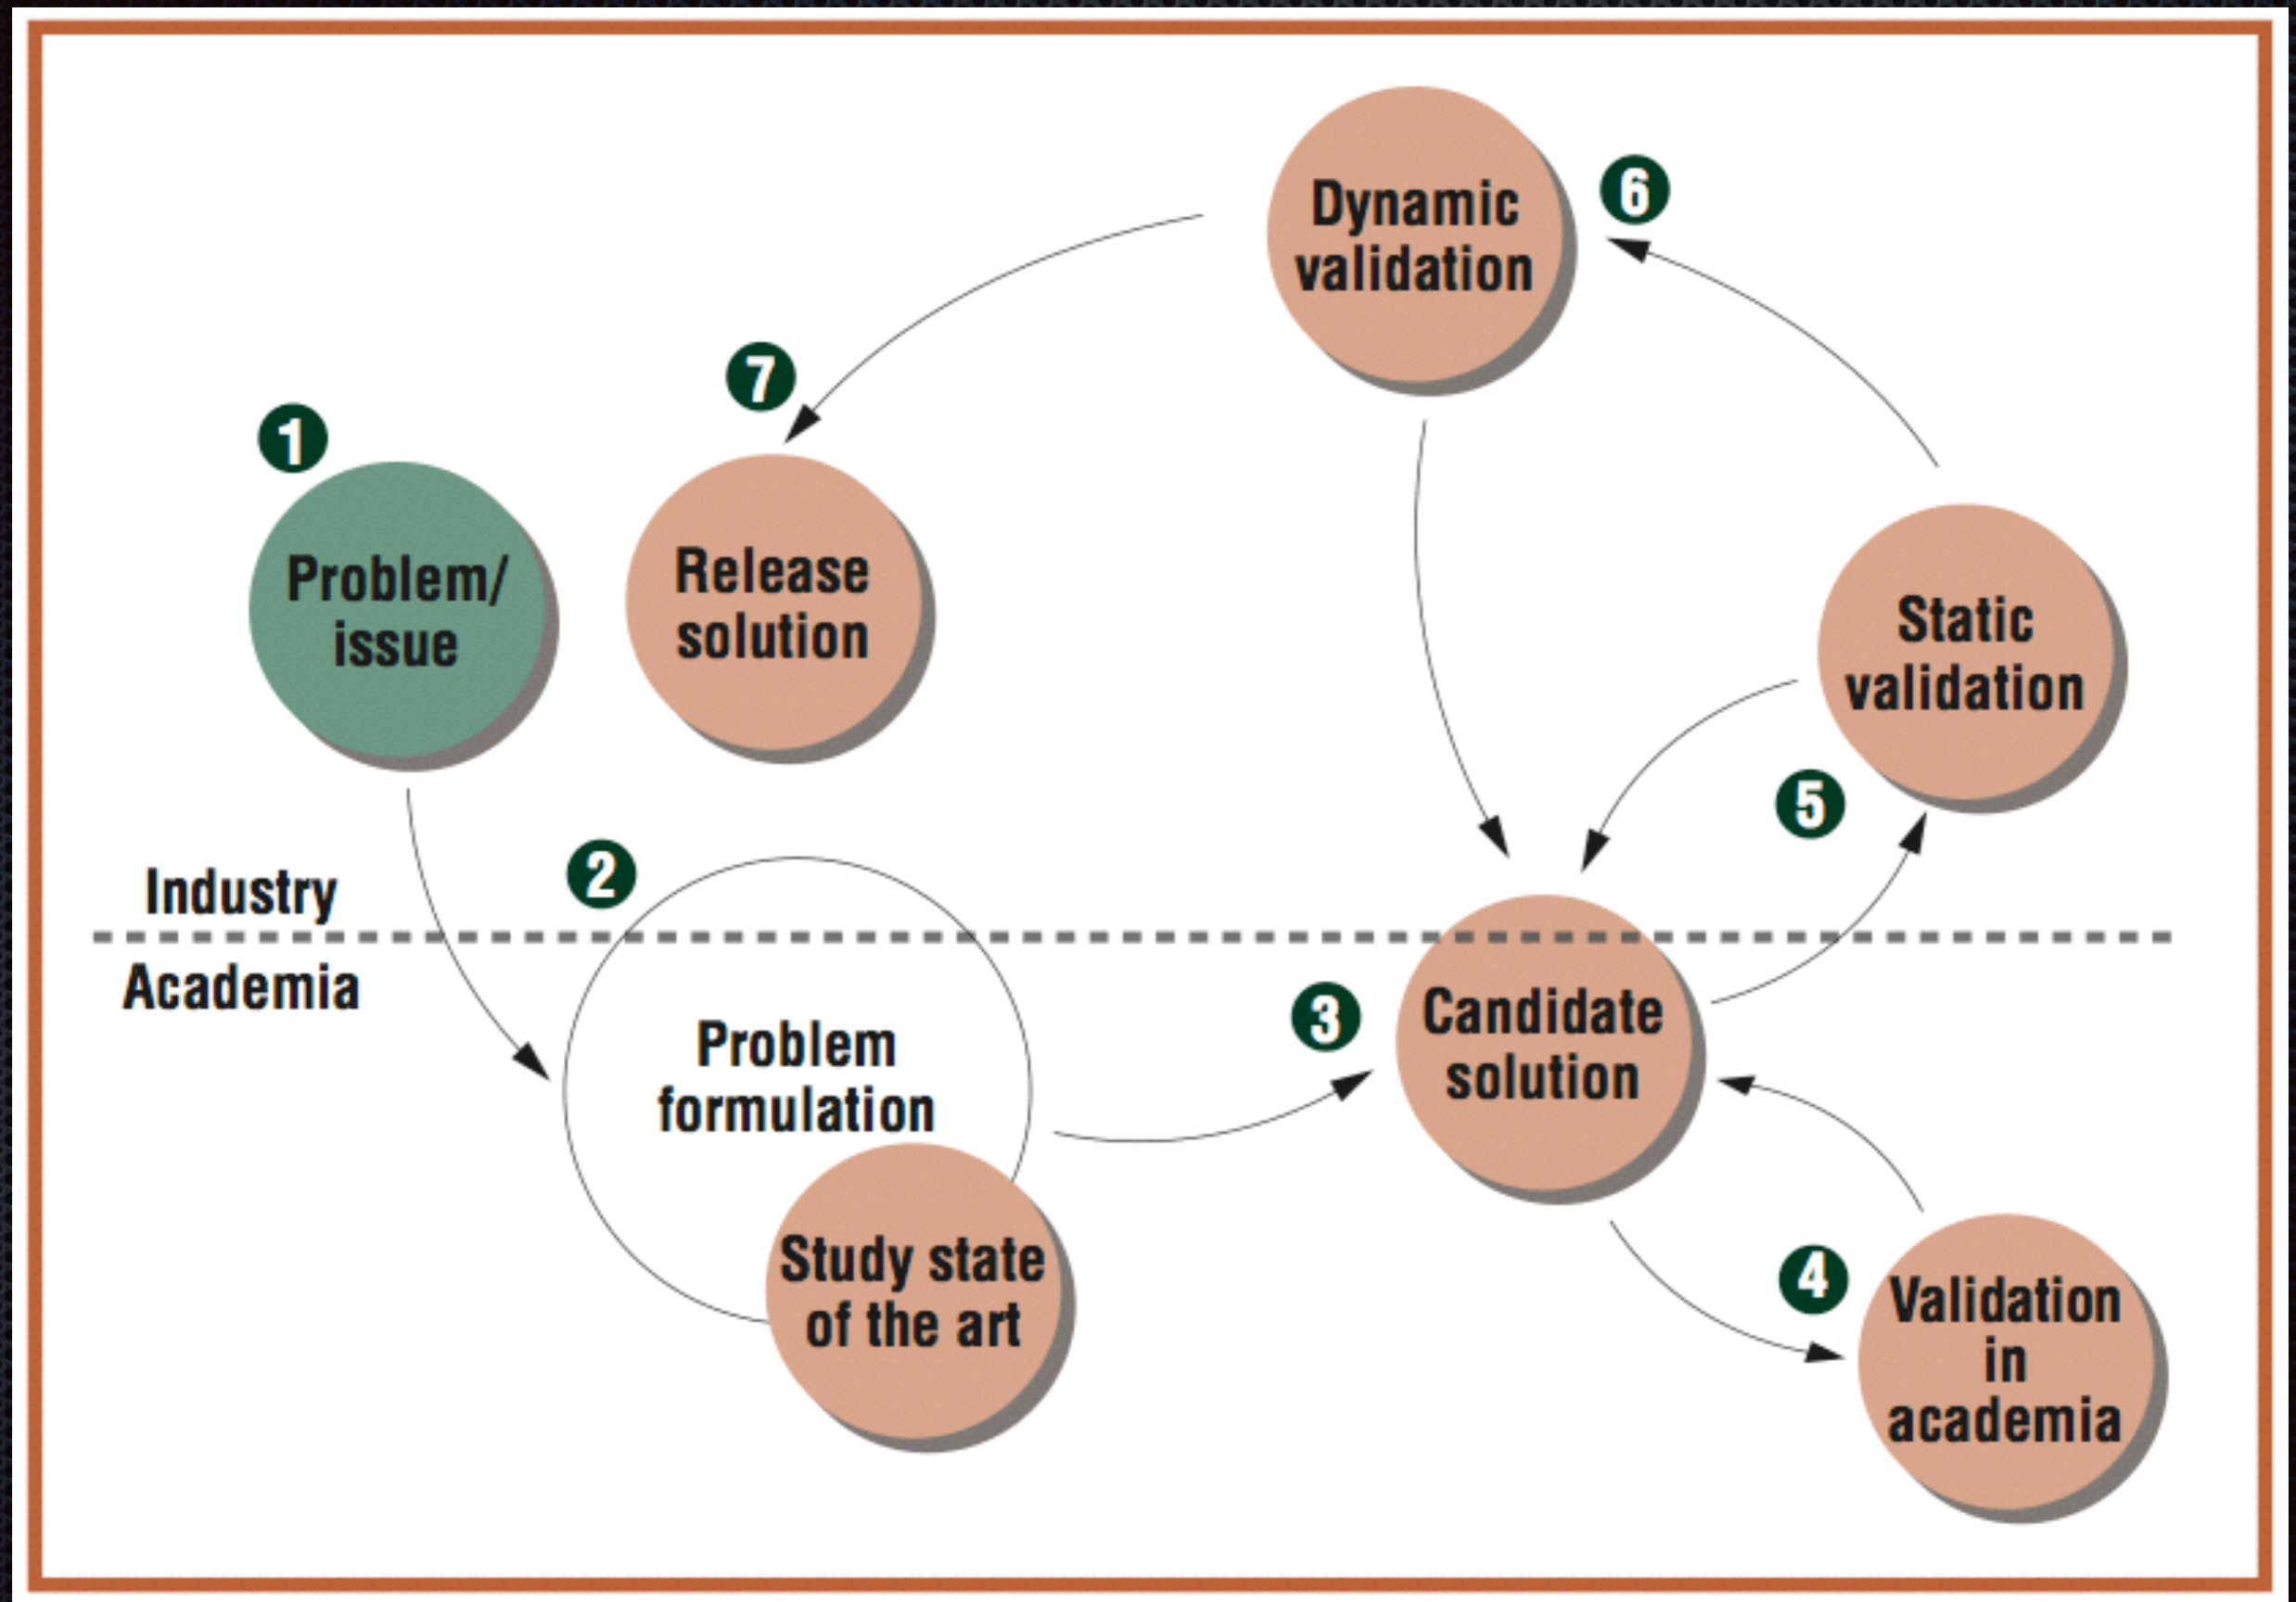 6
Dynamic
validation
7
1
Problem/
issue
Release
solution
Static
validation
5
Industry
2
Academia
3
Candidate
solution
Problem
formulation
4
Study state
of the art
Validation
in
academia